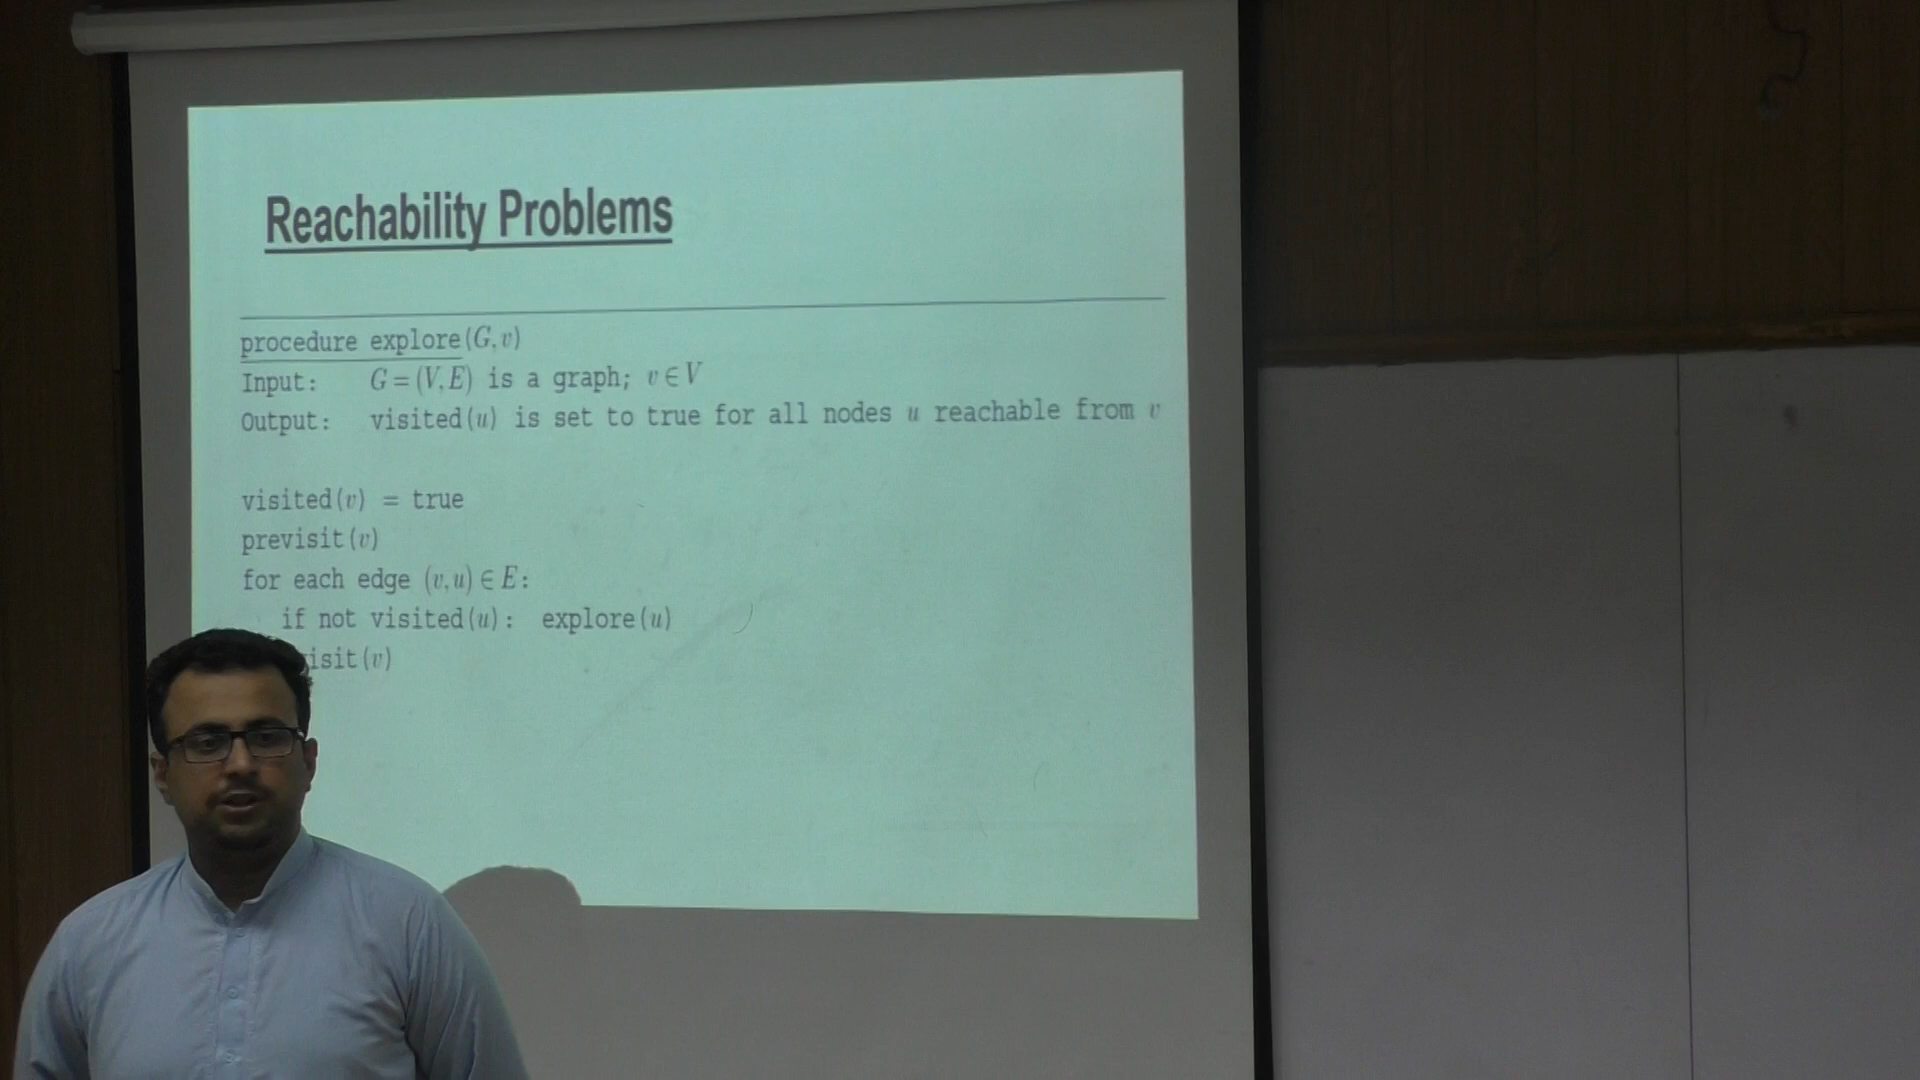 Reachability Problems
procedure explore(G, v)
Input: G = (V, E) is a graph; v ∈ V
Output: visited(u) is set to true for all nodes u reachable from v
visited(v) = true
previsit(v)
for each edge (v, u) ∈ E:
if not visited(u): explore(u)
isit(v)